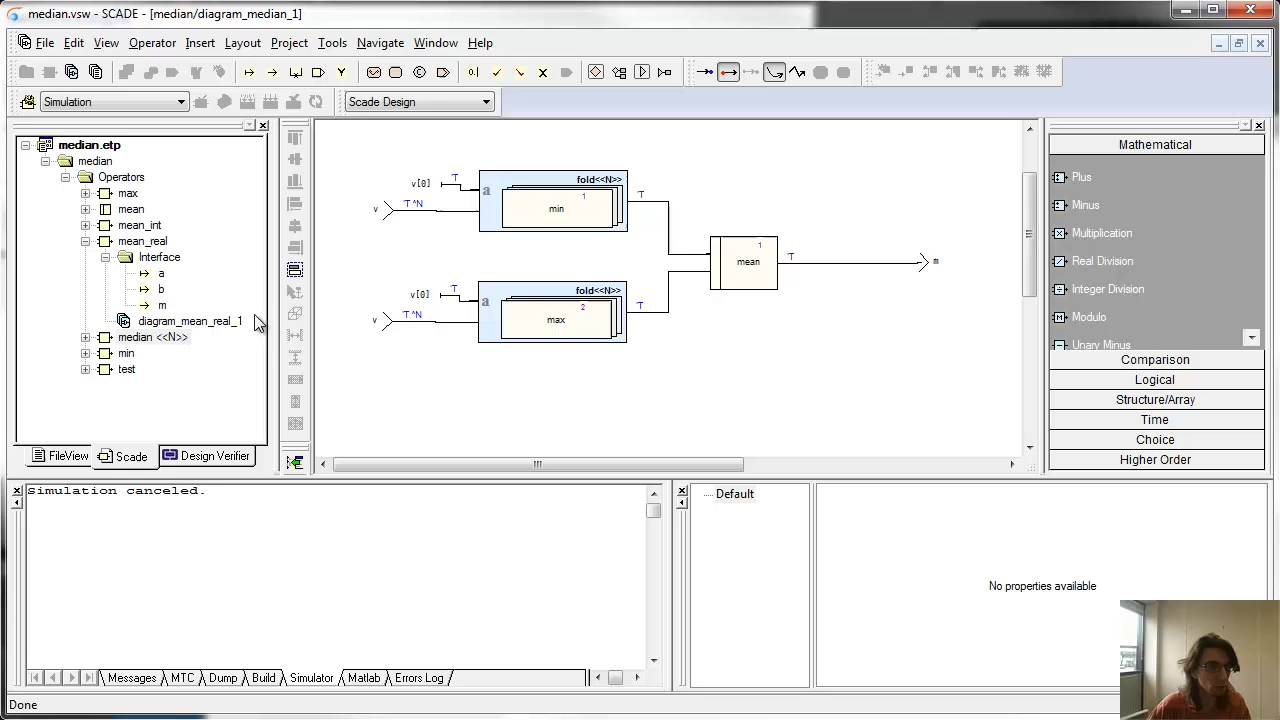 median.vsw - SCADE - [median/diagram_median_1]
File Edit View Operator Insert Layout Project Tools Navigate Window Help
Simulation Scade Design
median.etp
median
Operators
max
mean
mean_int
mean_real
Interface
a
b
m
diagram_mean_real_1
median <<N>>
min
test
FileView Scade Design Verifier
fold<<N>>
v[0] 'T
a
1
min
v 'T ^N
'T
fold<<N>>
v[0] 'T
a
2
max
v 'T ^N
'T
1
mean
'T
m
Mathematical
Plus
Minus
Multiplication
Real Division
Integer Division
Modulo
Unary Minus
Comparison
Logical
Structure/Array
Time
Choice
Higher Order
Simulation canceled.
Messages MTC Dump Build Simulator Matlab Errors Log
Default
No properties available
Done